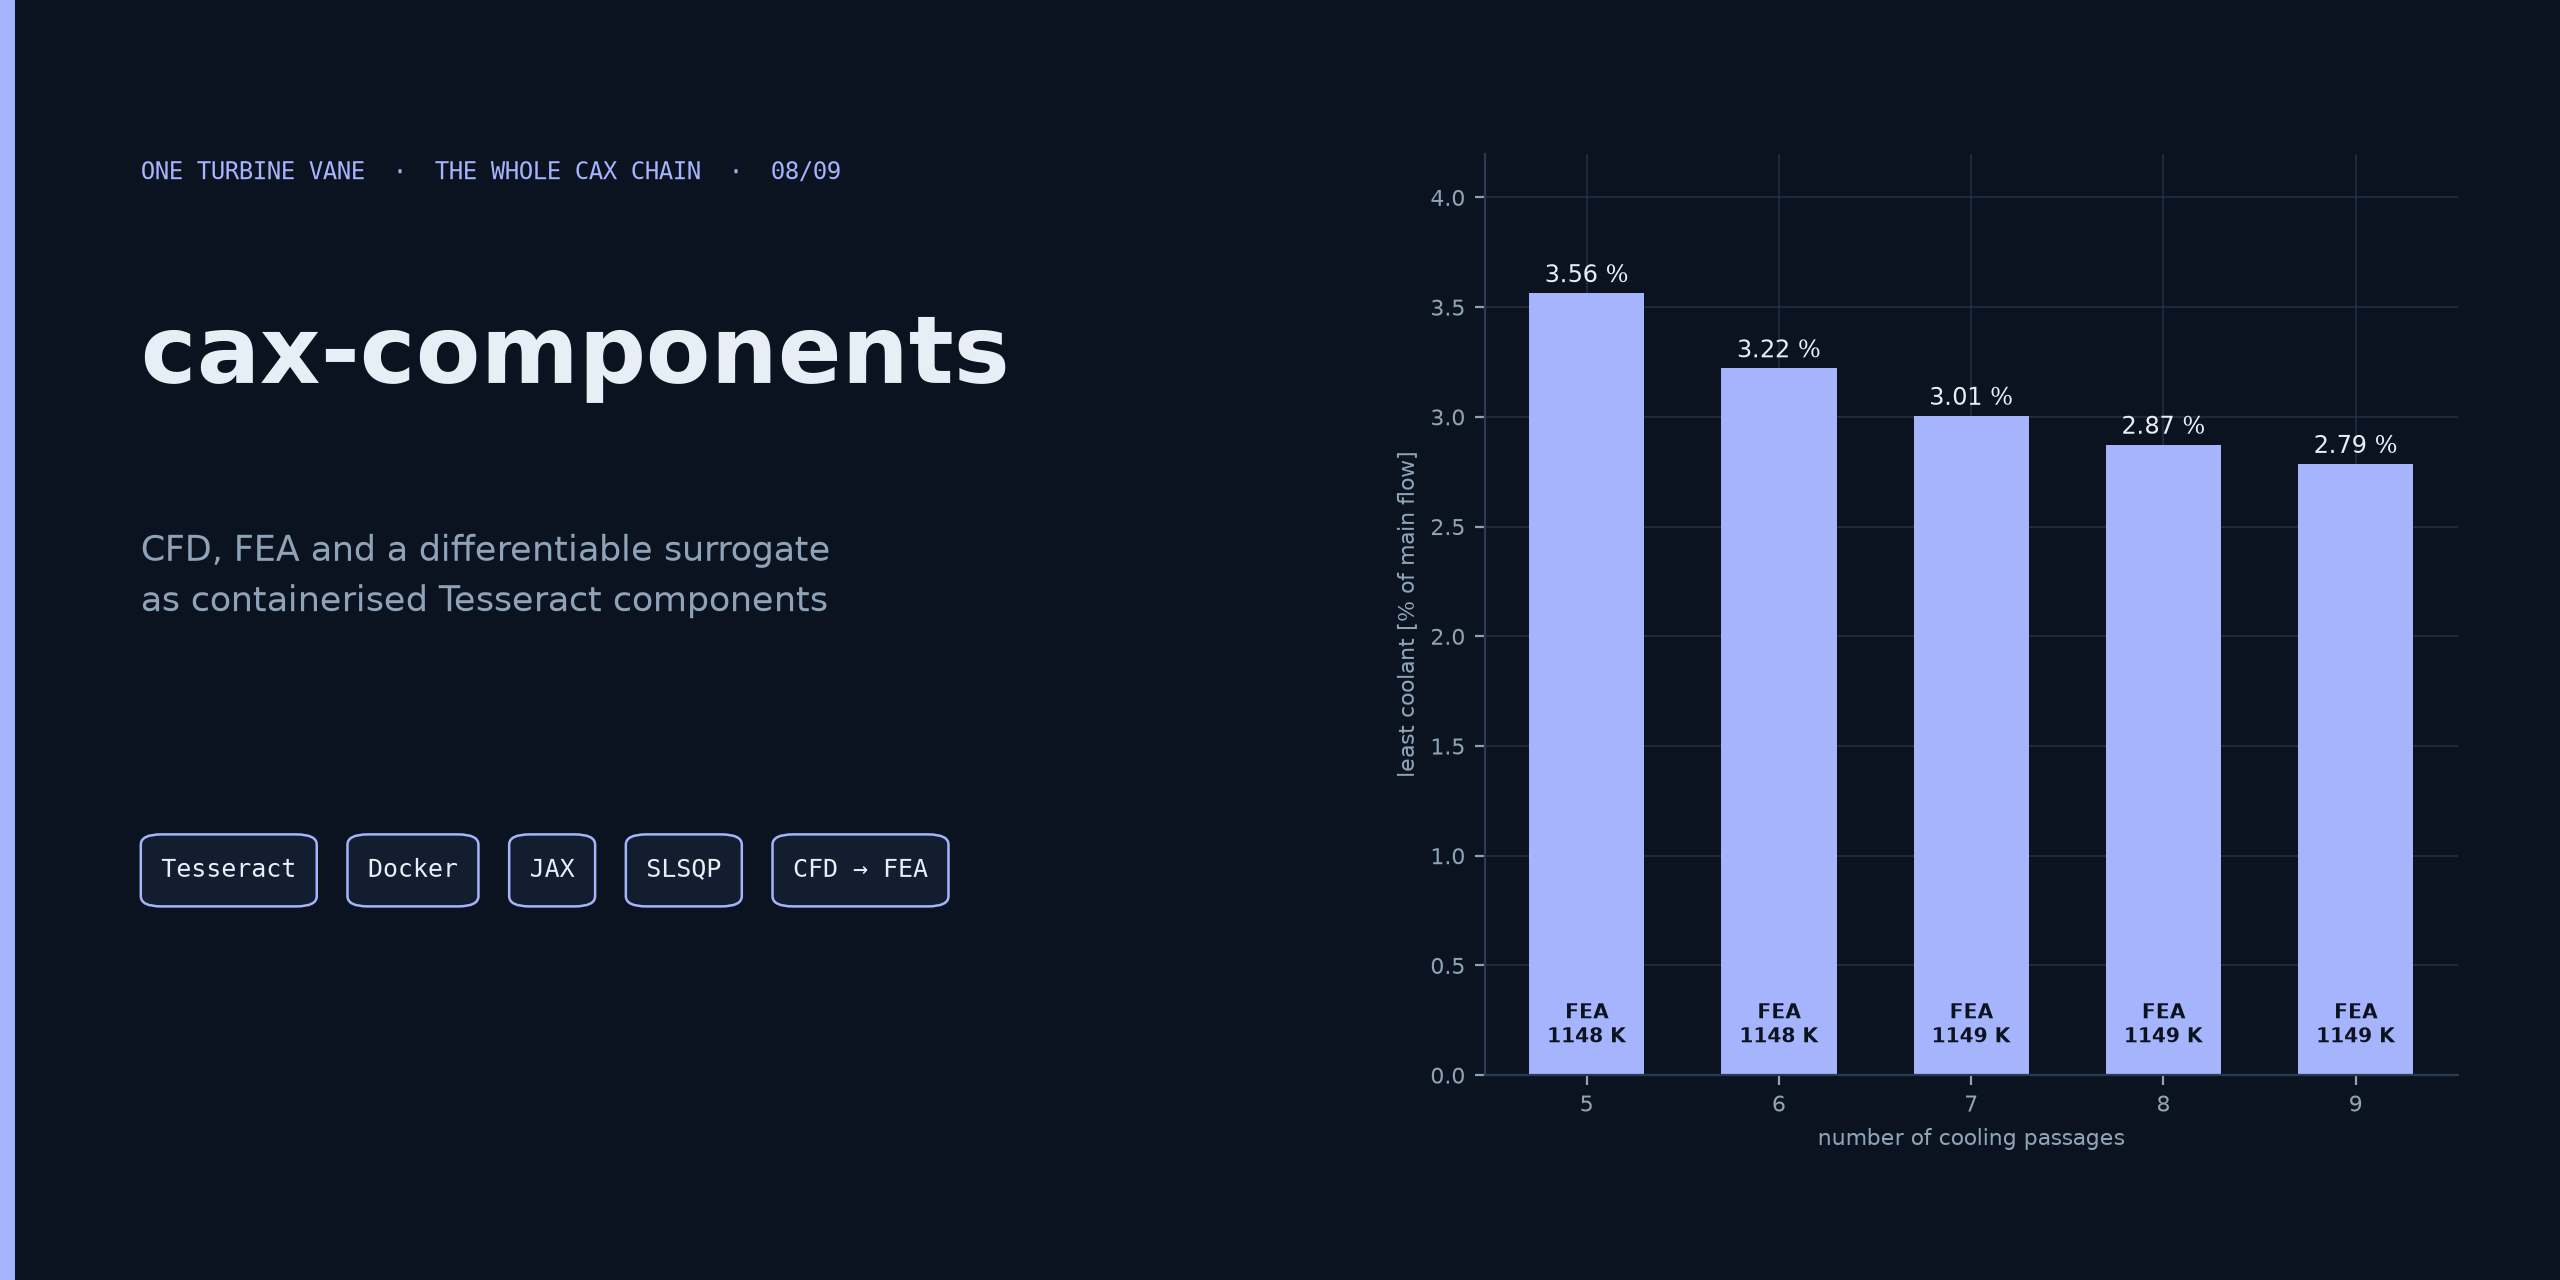 ONE TURBINE VANE · THE WHOLE CAX CHAIN · 08/09
cax-components
CFD, FEA and a differentiable surrogate
as containerised Tesseract components
Tesseract
Docker
JAX
SLSQP
CFD → FEA
least coolant [% of main flow]
4.0
3.5
3.0
2.5
2.0
1.5
1.0
0.5
0.0
3.56 %
3.22 %
3.01 %
2.87 %
2.79 %
FEA
1148 K
FEA
1148 K
FEA
1149 K
FEA
1149 K
FEA
1149 K
5
6
7
8
9
number of cooling passages